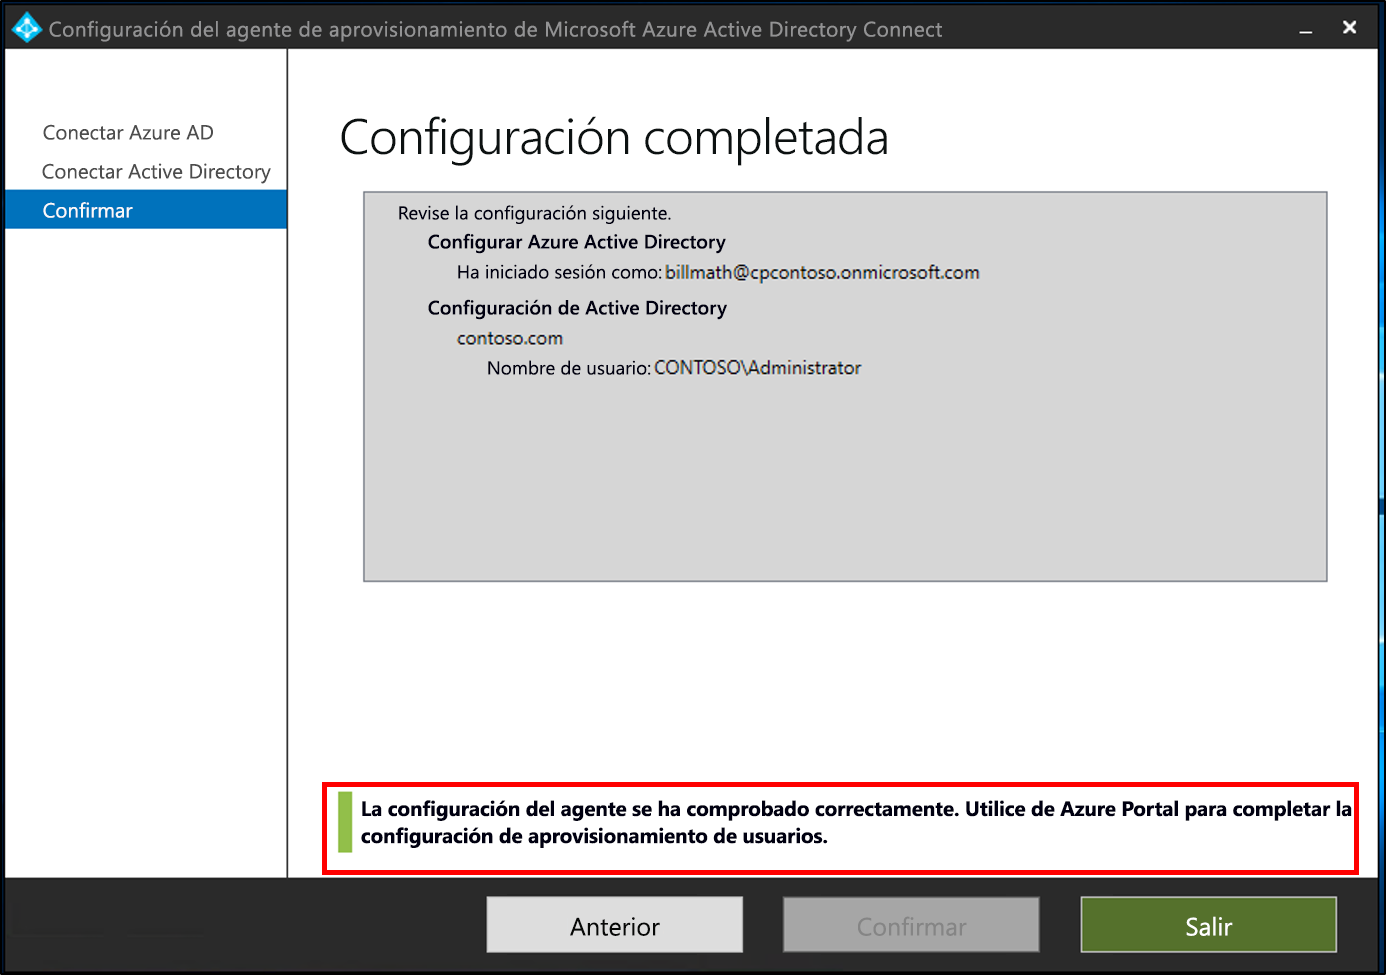 Configuración del agente de aprovisionamiento de Microsoft Azure Active Directory Connect
Conectar Azure AD
Conectar Active Directory
Confirmar
Configuración completada
Revise la configuración siguiente.
Configurar Azure Active Directory
Ha iniciado sesión como: billmath@cpcontoso.onmicrosoft.com
Configuración de Active Directory
contoso.com
Nombre de usuario: CONTOSO\Administrator
La configuración del agente se ha comprobado correctamente. Utilice de Azure Portal para completar la
configuración de aprovisionamiento de usuarios.
Anterior
Confirmar
Salir